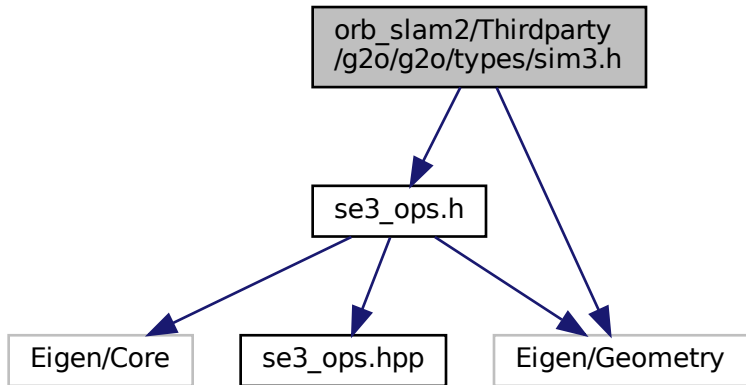 orb_slam2/Thirdparty
/g2o/g2o/types/sim3.h
se3_ops.h
Eigen/Core
se3_ops.hpp
Eigen/Geometry